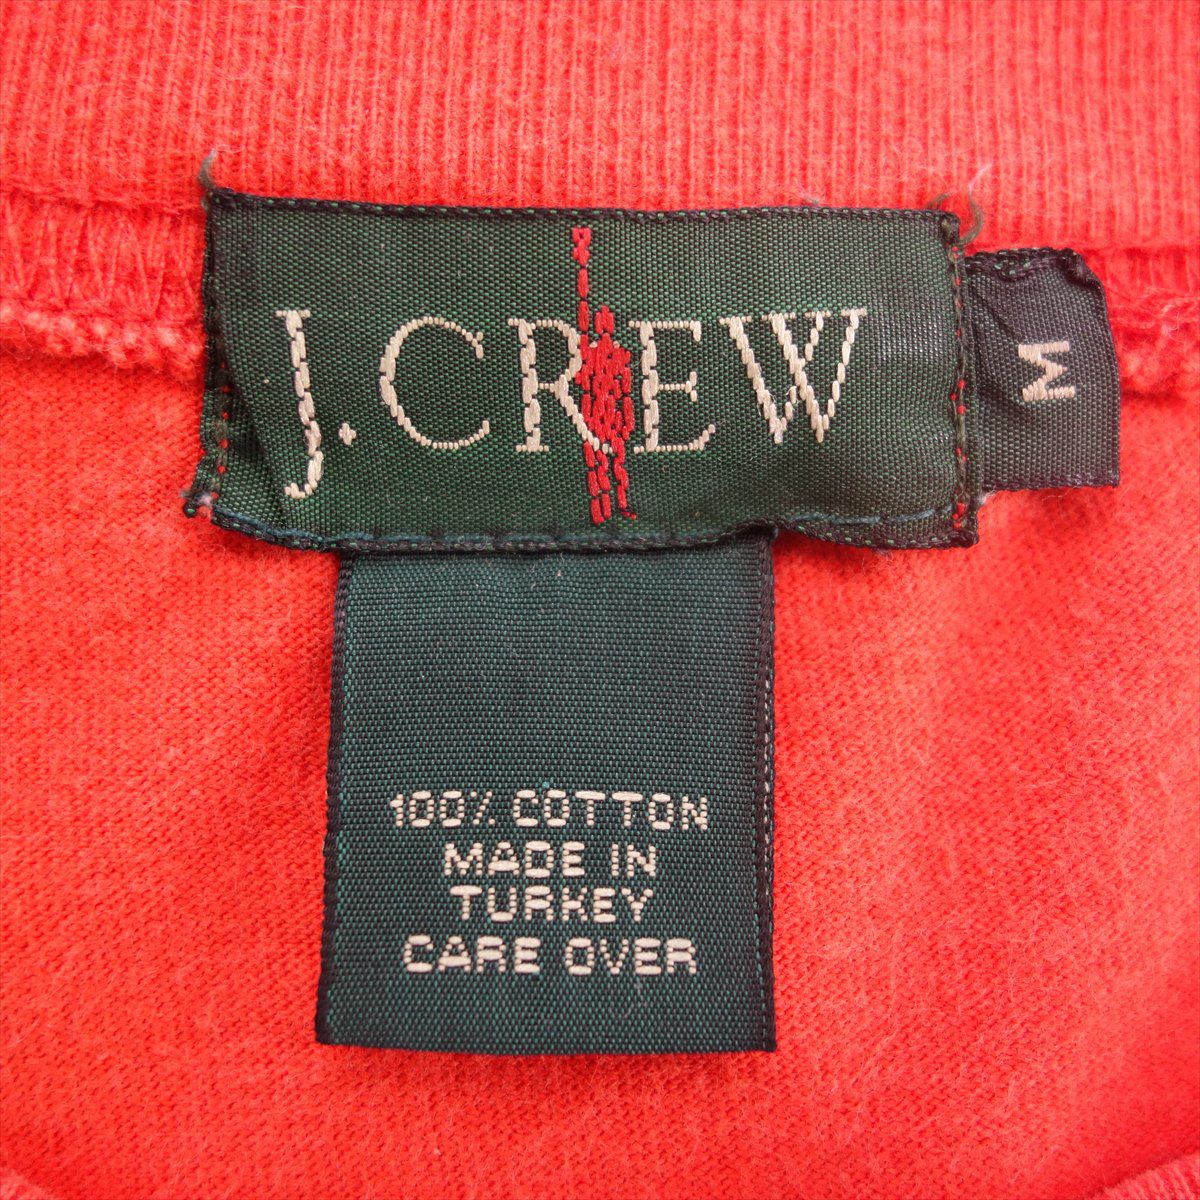 J.CREW
M
100% COTTON
MADE IN
TURKEY
CARE OVER